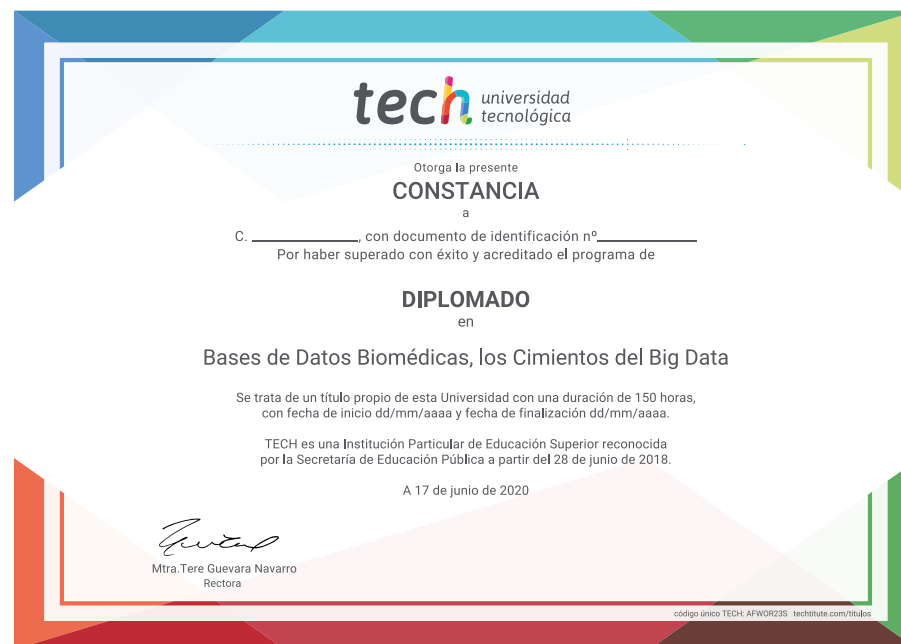 tech universidad
tecnológica
Otorga la presente
CONSTANCIA
a
C. ____________, con documento de identificación nº____________
Por haber superado con éxito y acreditado el programa de
DIPLOMADO
en
Bases de Datos Biomédicas, los Cimientos del Big Data
Se trata de un título propio de esta Universidad con una duración de 150 horas,
con fecha de inicio dd/mm/aaaa y fecha de finalización dd/mm/aaaa.
TECH es una Institución Particular de Educación Superior reconocida
por la Secretaría de Educación Pública a partir del 28 de junio de 2018.
A 17 de junio de 2020
Mtra.Tere Guevara Navarro
Rectora
código único TECH: AFWOR23S techtitute.com/titulos